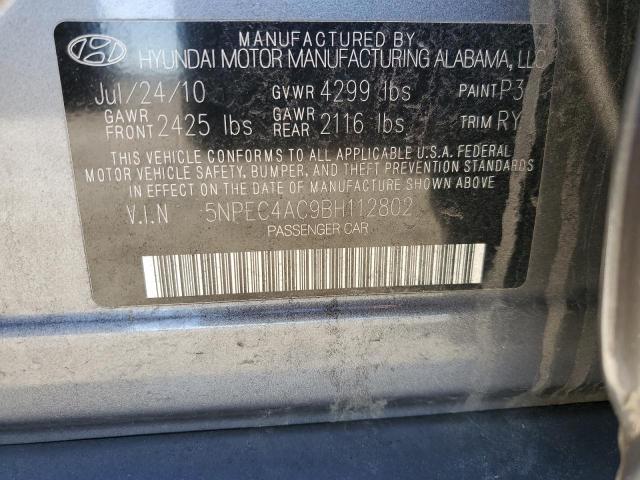 MANUFACTURED BY
HYUNDAI MOTOR MANUFACTURING ALABAMA, LLC
Jul/24/10 GVWR 4299 lbs PAINT P3
GAWR FRONT 2425 lbs GAWR REAR 2116 lbs TRIM RY
THIS VEHICLE CONFORMS TO ALL APPLICABLE U.S.A. FEDERAL
MOTOR VEHICLE SAFETY, BUMPER, AND THEFT PREVENTION STANDARDS
IN EFFECT ON THE DATE OF MANUFACTURE SHOWN ABOVE
V.I.N 5NPEC4AC9BH112802
PASSENGER CAR